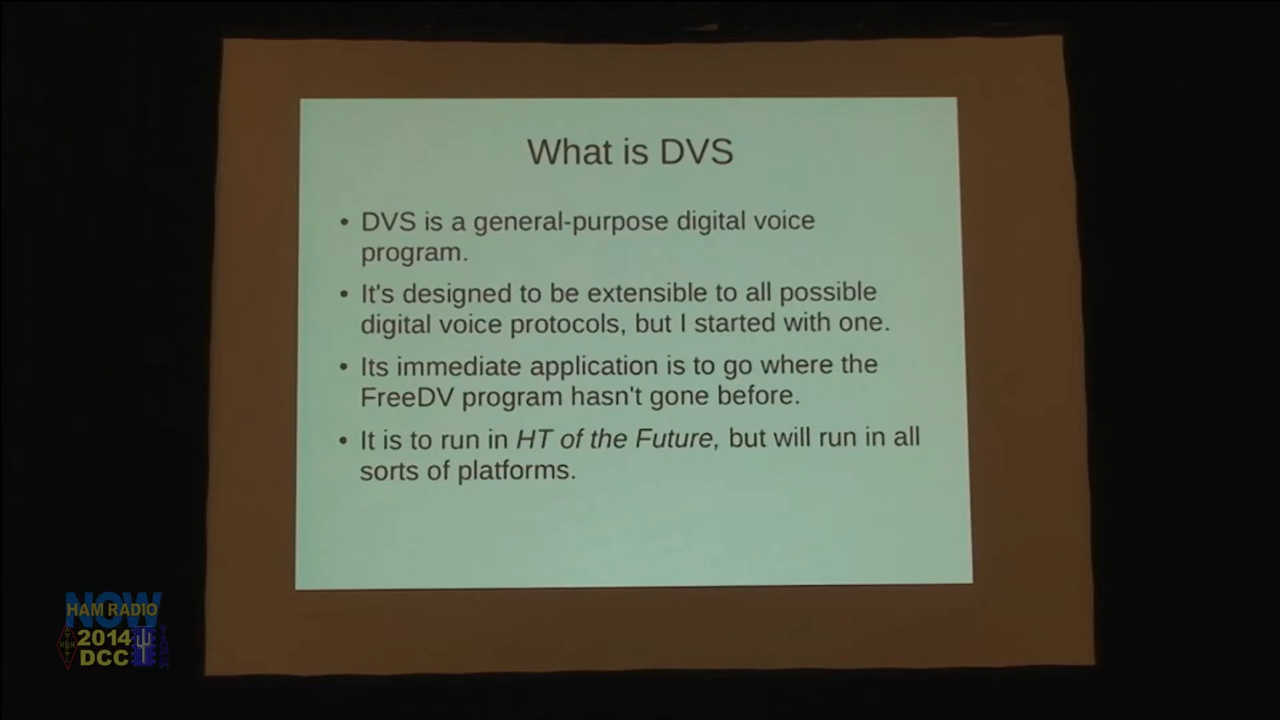 What is DVS
• DVS is a general-purpose digital voice
program.
• It's designed to be extensible to all possible
digital voice protocols, but I started with one.
• Its immediate application is to go where the
FreeDV program hasn't gone before.
• It is to run in HT of the Future, but will run in all
sorts of platforms.
NOW
HAM RADIO
2014
DCC